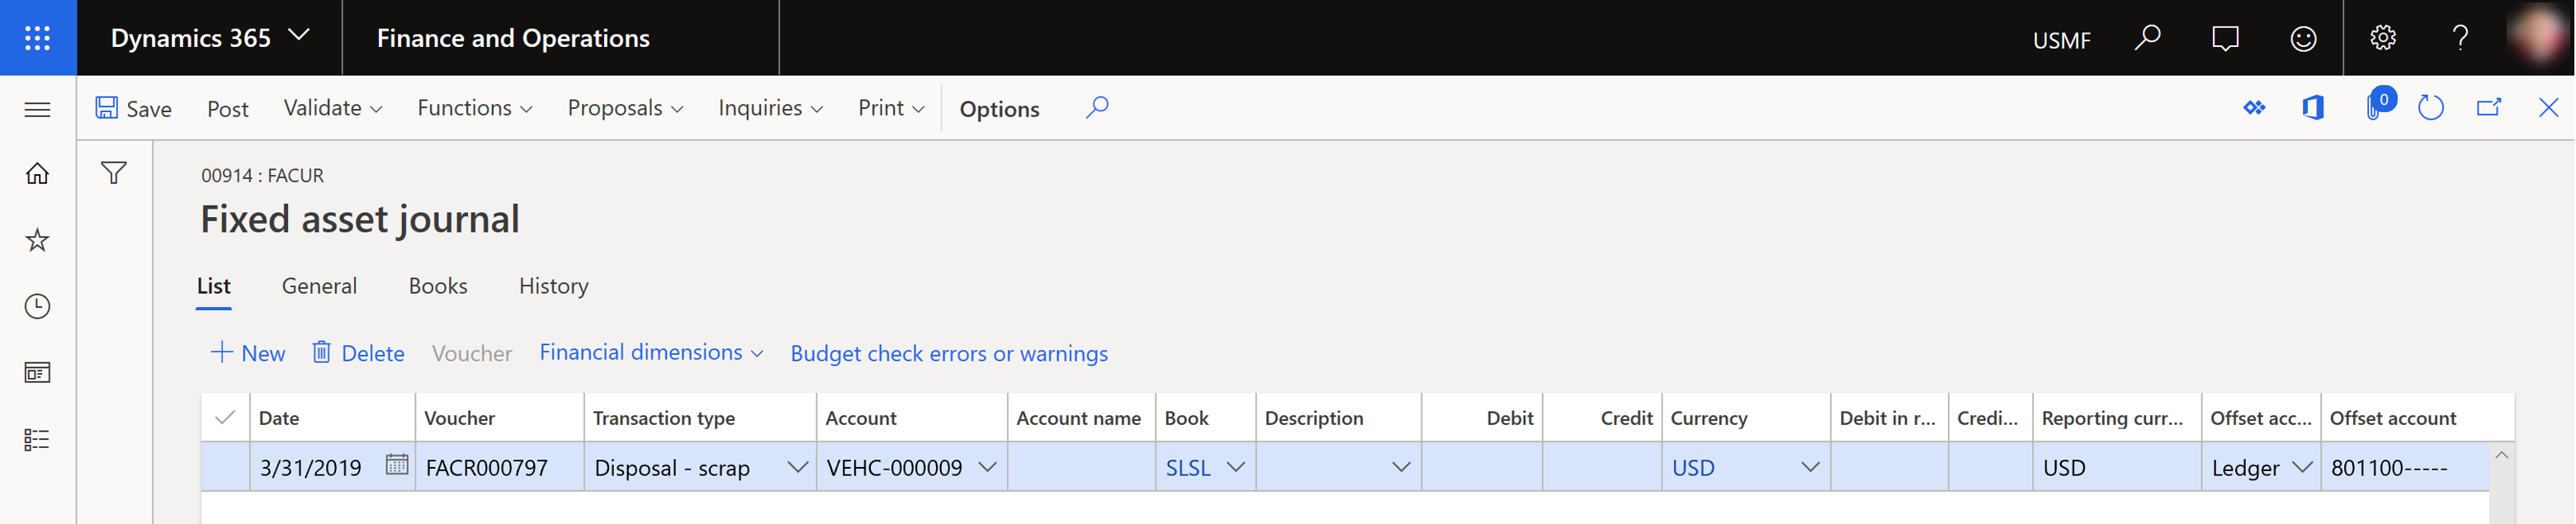 Dynamics 365 Finance and Operations USMF
Save Post Validate Functions Proposals Inquiries Print Options 0
00914 : FACUR
Fixed asset journal
List General Books History
New Delete Voucher Financial dimensions Budget check errors or warnings
Date Voucher Transaction type Account Account name Book Description Debit Credit Currency Debit in r... Credi... Reporting curr... Offset acc... Offset account
3/31/2019 FACR000797 Disposal - scrap VEHC-000009 SLSL USD USD Ledger 801100-----